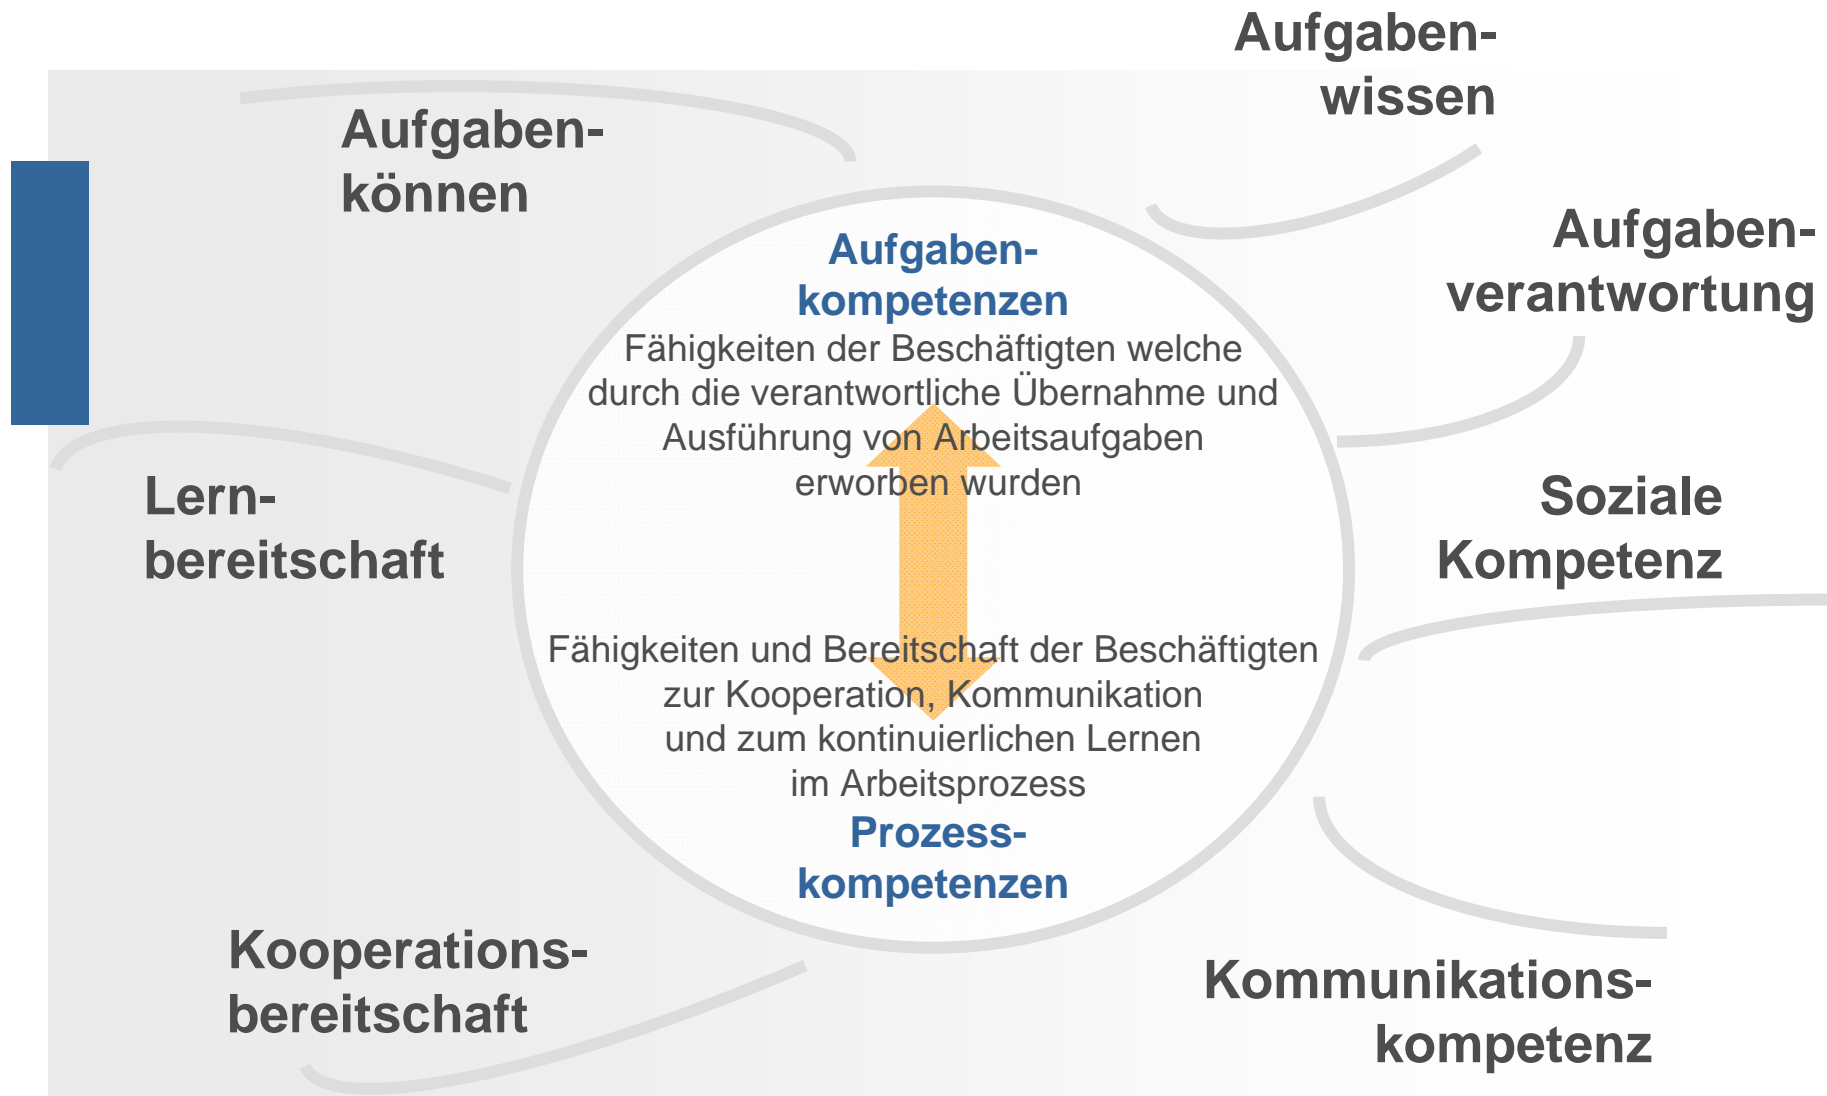 Aufgaben-
wissen
Aufgaben-
können
Aufgaben-
verantwortung
Aufgaben-
kompetenzen
Fähigkeiten der Beschäftigten welche
durch die verantwortliche Übernahme und
Ausführung von Arbeitsaufgaben
erworben wurden
Lern-
bereitschaft
Soziale
Kompetenz
Fähigkeiten und Bereitschaft der Beschäftigten
zur Kooperation, Kommunikation
und zum kontinuierlichen Lernen
im Arbeitsprozess
Prozess-
kompetenzen
Kooperations-
bereitschaft
Kommunikations-
kompetenz